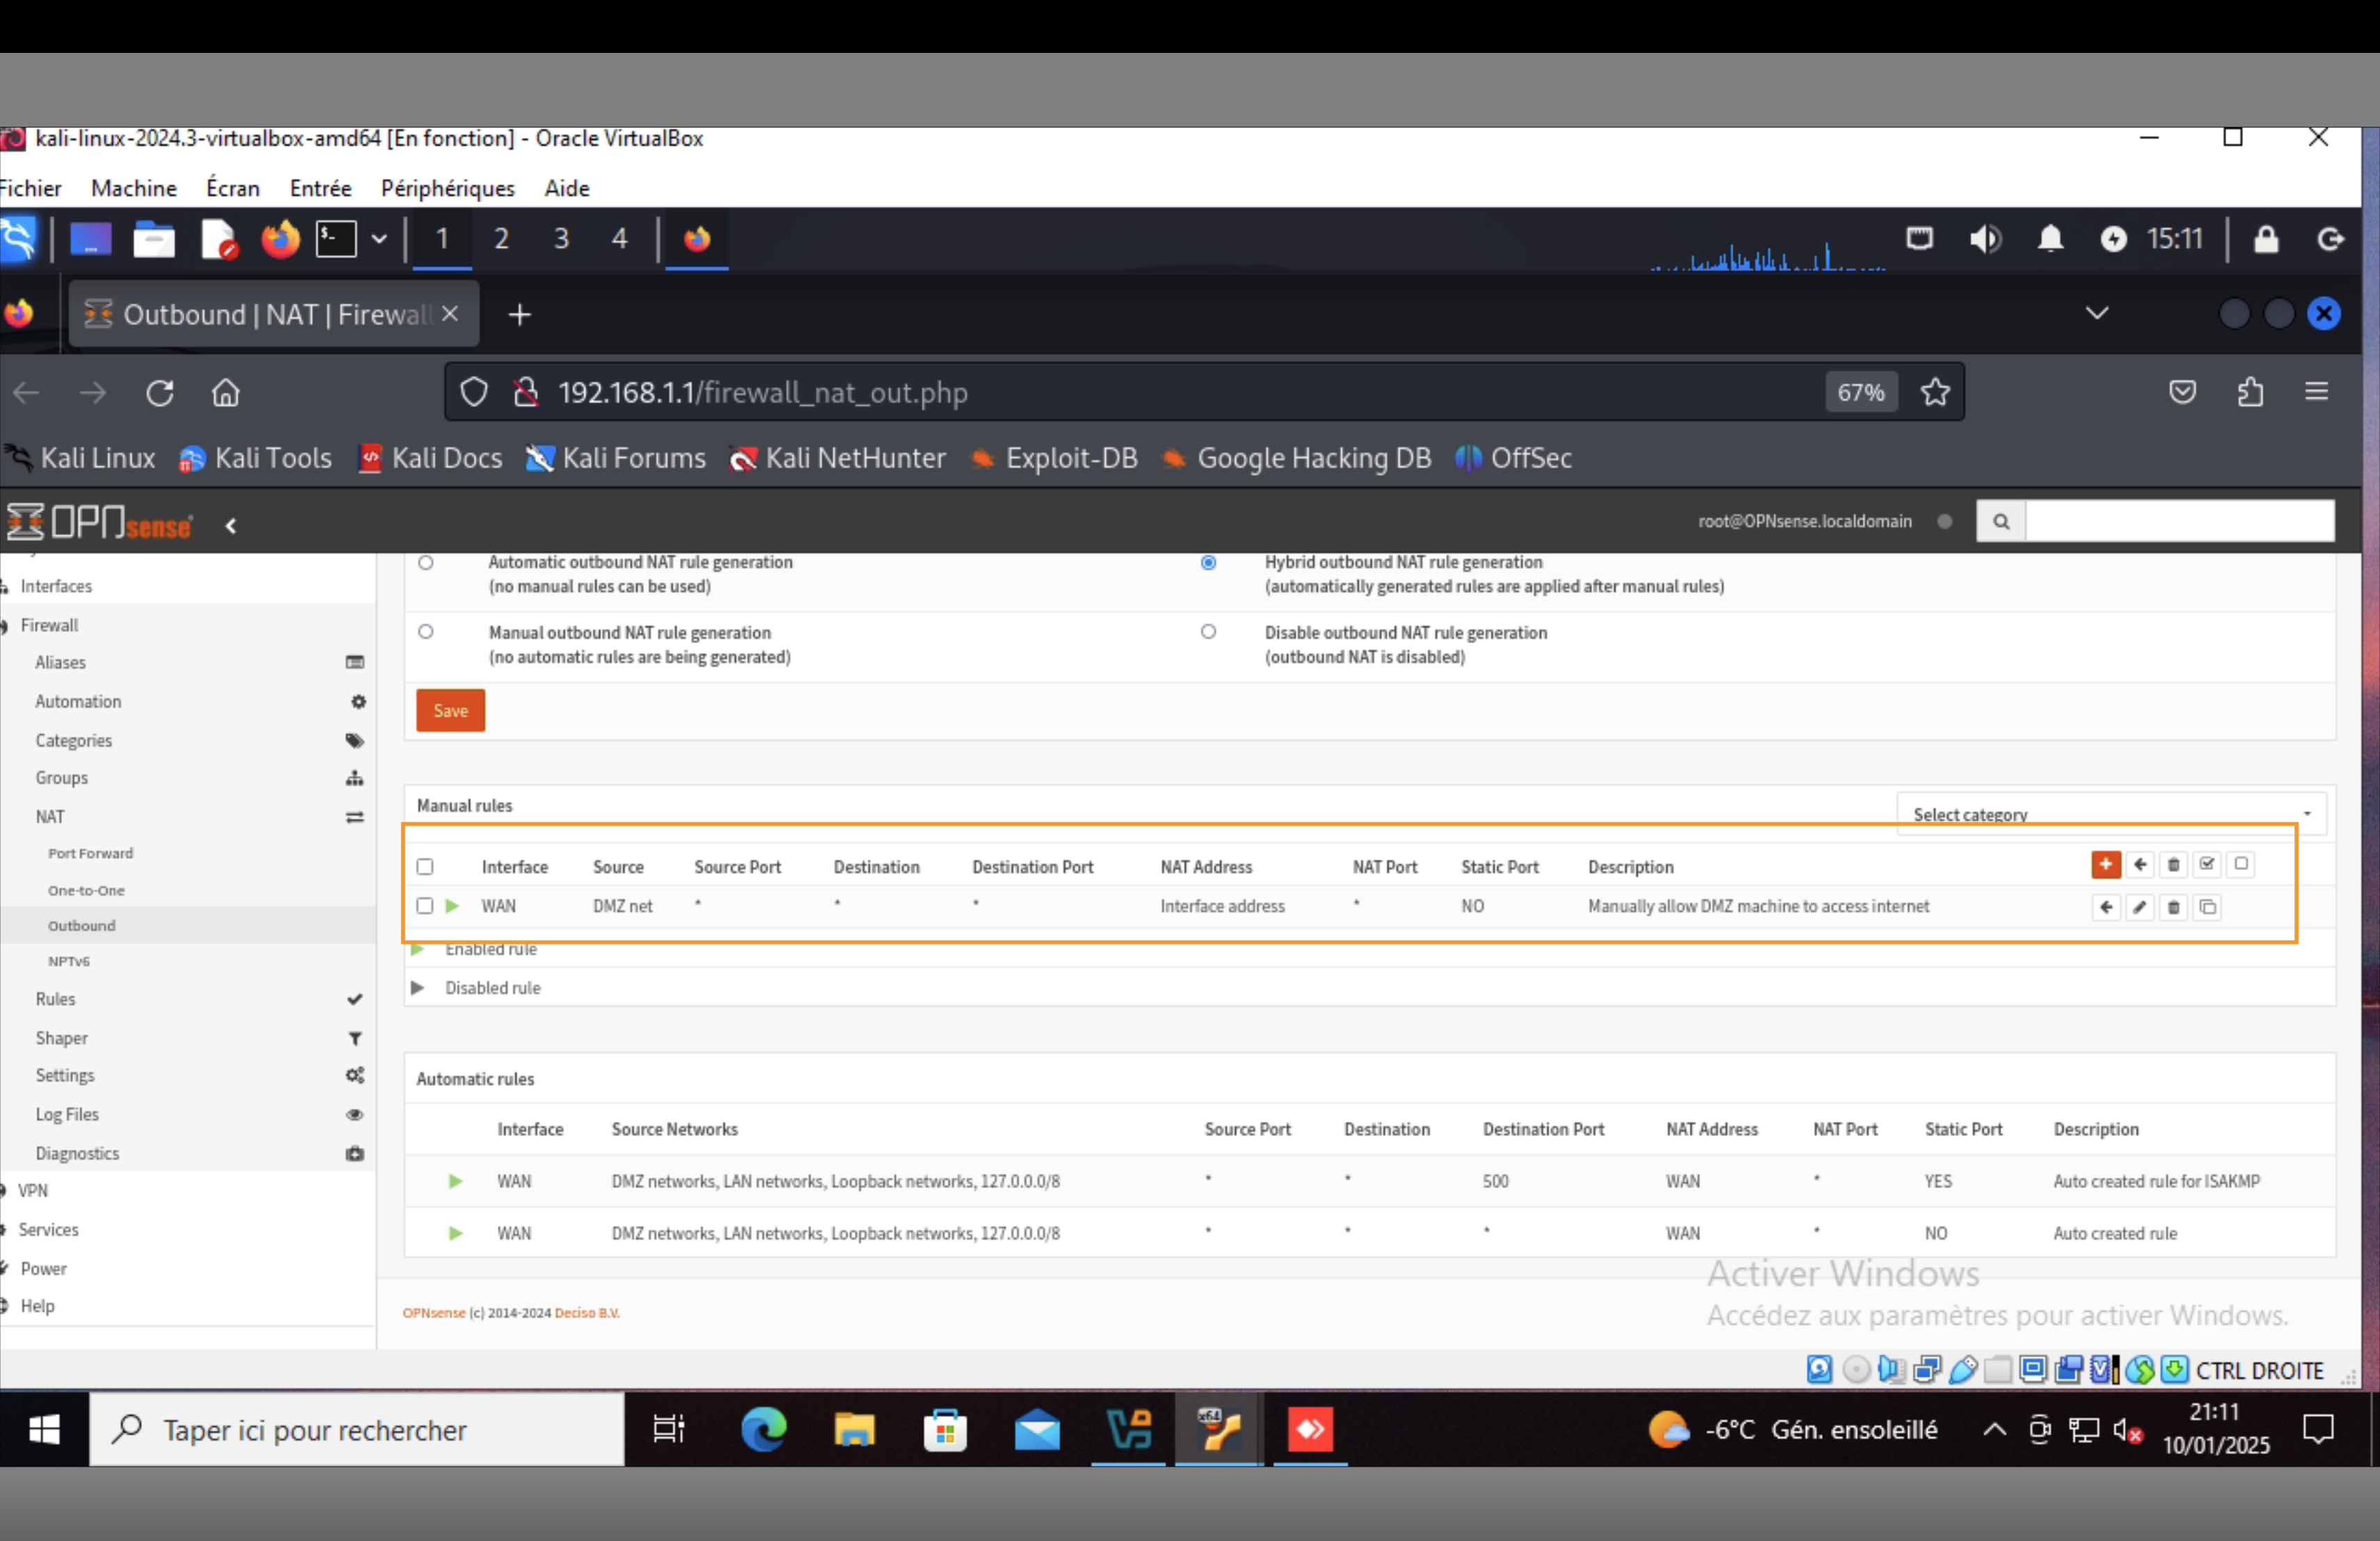 kali-linux-2024.3-virtualbox-amd64 [En fonction] - Oracle VirtualBox
Fichier Machine Écran Entrée Périphériques Aide
1 2 3 4 15:11
Outbound | NAT | Firewall
192.168.1.1/firewall_nat_out.php 67%
Kali Linux Kali Tools Kali Docs Kali Forums Kali NetHunter Exploit-DB Google Hacking DB OffSec
OPNsense root@OPNsense.localdomain
Interfaces
Firewall
Aliases
Automation
Categories
Groups
NAT
Port Forward
One-to-One
Outbound
NPTv6
Rules
Shaper
Settings
Log Files
Diagnostics
VPN
Services
Power
Help
Automatic outbound NAT rule generation
(no manual rules can be used)
Hybrid outbound NAT rule generation
(automatically generated rules are applied after manual rules)
Manual outbound NAT rule generation
(no automatic rules are being generated)
Disable outbound NAT rule generation
(outbound NAT is disabled)
Save
Manual rules Select category
Interface Source Source Port Destination Destination Port NAT Address NAT Port Static Port Description
WAN DMZ net * * * Interface address * NO Manually allow DMZ machine to access internet
Enabled rule
Disabled rule
Automatic rules
Interface Source Networks Source Port Destination Destination Port NAT Address NAT Port Static Port Description
WAN DMZ networks, LAN networks, Loopback networks, 127.0.0.0/8 * * 500 WAN * YES Auto created rule for ISAKMP
WAN DMZ networks, LAN networks, Loopback networks, 127.0.0.0/8 * * * WAN * NO Auto created rule
OPNsense (c) 2014-2024 Deciso B.V.
Activer Windows
Accédez aux paramètres pour activer Windows.
CTRL DROITE
Taper ici pour rechercher
x64
-6°C Gén. ensoleillé
21:11
10/01/2025